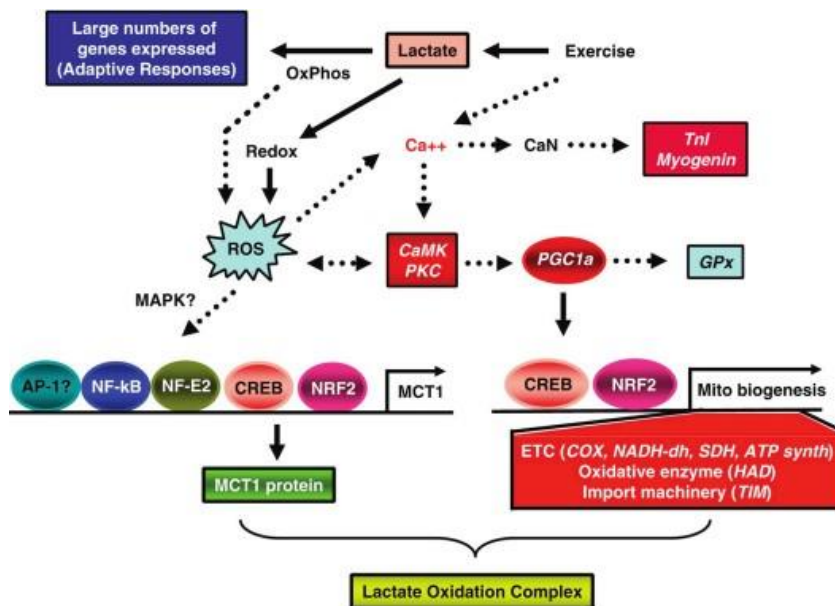 Large numbers of
genes expressed
(Adaptive Responses)
Lactate
Exercise
OxPhos
Redox
Ca++
CaN
TnI
Myogenin
ROS
CaMK
PKC
PGC1a
GPx
MAPK?
AP-1?
NF-kB
NF-E2
CREB
NRF2
MCT1
CREB
NRF2
Mito biogenesis
MCT1 protein
ETC (COX, NADH-dh, SDH, ATP synth)
Oxidative enzyme (HAD)
Import machinery (TIM)
Lactate Oxidation Complex